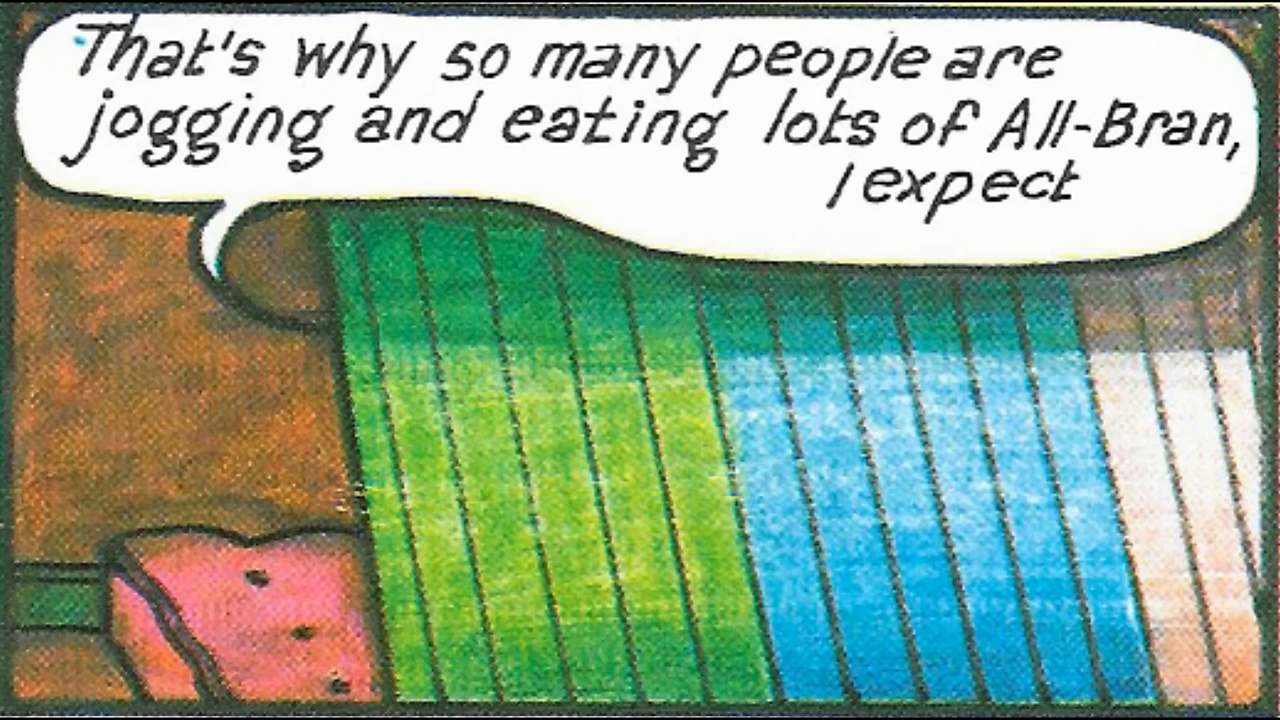 That's why so many people are
jogging and eating lots of All-Bran,
I expect